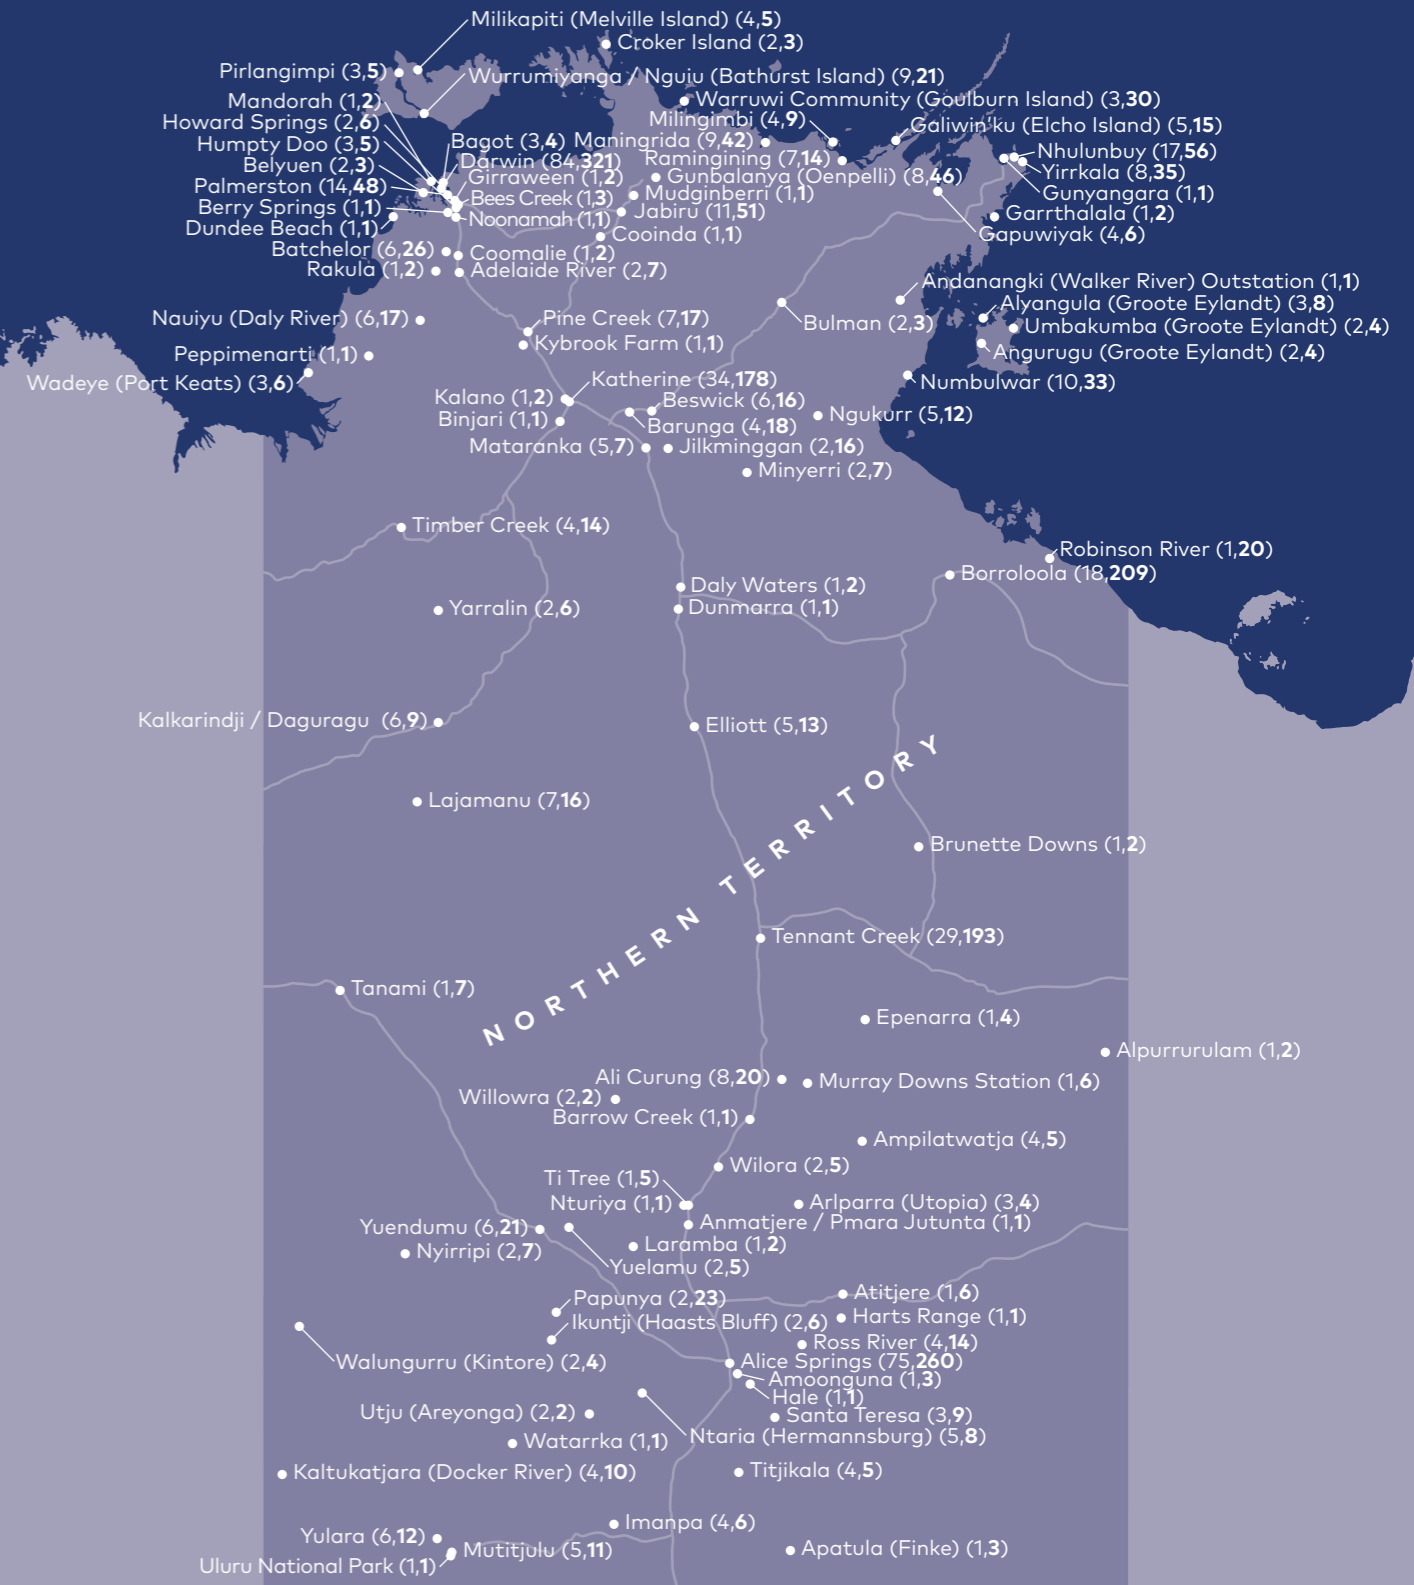 Milikapiti (Melville Island) (4,5)
Croker Island (2,3)
Pirlangimpi (3,5)
Wurrumiyanga / Nguiu (Bathurst Island) (9,21)
Mandorah (1,2)
Warruwi Community (Goulburn Island) (3,30)
Howard Springs (2,6)
Milingimbi (4,9)
Galiwin'ku (Elcho Island) (5,15)
Humpty Doo (3,5)
Bagot (3,4)
Maningrida (9,42)
Nhulunbuy (17,56)
Belyuen (2,3)
Darwin (84,321)
Ramingining (7,14)
Yirrkala (8,35)
Girraween (1,2)
Gunbalanya (Oenpelli) (8,46)
Palmerston (14,48)
Bees Creek (1,3)
Mudginberri (1,1)
Gunyangara (1,1)
Berry Springs (1,1)
Noonamah (1,1)
Jabiru (11,51)
Garrthalala (1,2)
Dundee Beach (1,1)
Cooinda (1,1)
Gapuwiyak (4,6)
Batchelor (6,26)
Coomalie (1,2)
Rakula (1,2)
Adelaide River (2,7)
Andanangki (Walker River) Outstation (1,1)
Alyangula (Groote Eylandt) (3,8)
Nauiyu (Daly River) (6,17)
Pine Creek (7,17)
Bulman (2,3)
Umbakumba (Groote Eylandt) (2,4)
Kybrook Farm (1,1)
Angurugu (Groote Eylandt) (2,4)
Peppimenarti (1,1)
Wadeye (Port Keats) (3,6)
Katherine (34,178)
Numbulwar (10,33)
Kalano (1,2)
Beswick (6,16)
Binjari (1,1)
Barunga (4,18)
Ngukurr (5,12)
Mataranka (5,7)
Jilkminggan (2,16)
Minyerri (2,7)
Timber Creek (4,14)
Robinson River (1,20)
Borroloola (18,209)
Daly Waters (1,2)
Yarralin (2,6)
Dunmarra (1,1)
Kalkarindji / Daguragu (6,9)
Elliott (5,13)
Lajamanu (7,16)
Brunette Downs (1,2)
NORTHERN TERRITORY
Tennant Creek (29,193)
Tanami (1,7)
Epenarra (1,4)
Alpurrurulam (1,2)
Ali Curung (8,20)
Murray Downs Station (1,6)
Willowra (2,2)
Barrow Creek (1,1)
Ampilatwatja (4,5)
Wilora (2,5)
Ti Tree (1,5)
Nturiya (1,1)
Arlparra (Utopia) (3,4)
Anmatjere / Pmara Jutunta (1,1)
Yuendumu (6,21)
Laramba (1,2)
Nyirripi (2,7)
Yuelamu (2,5)
Atitjere (1,6)
Papunya (2,23)
Harts Range (1,1)
Ikuntji (Haasts Bluff) (2,6)
Ross River (4,14)
Walungurru (Kintore) (2,4)
Alice Springs (75,260)
Amoonguna (1,3)
Hale (1,1)
Utju (Areyonga) (2,2)
Santa Teresa (3,9)
Watarrka (1,1)
Ntaria (Hermannsburg) (5,8)
Kaltukatjara (Docker River) (4,10)
Titjikala (4,5)
Imanpa (4,6)
Yulara (6,12)
Mutitjulu (5,11)
Apatula (Finke) (1,3)
Uluru National Park (1,1)